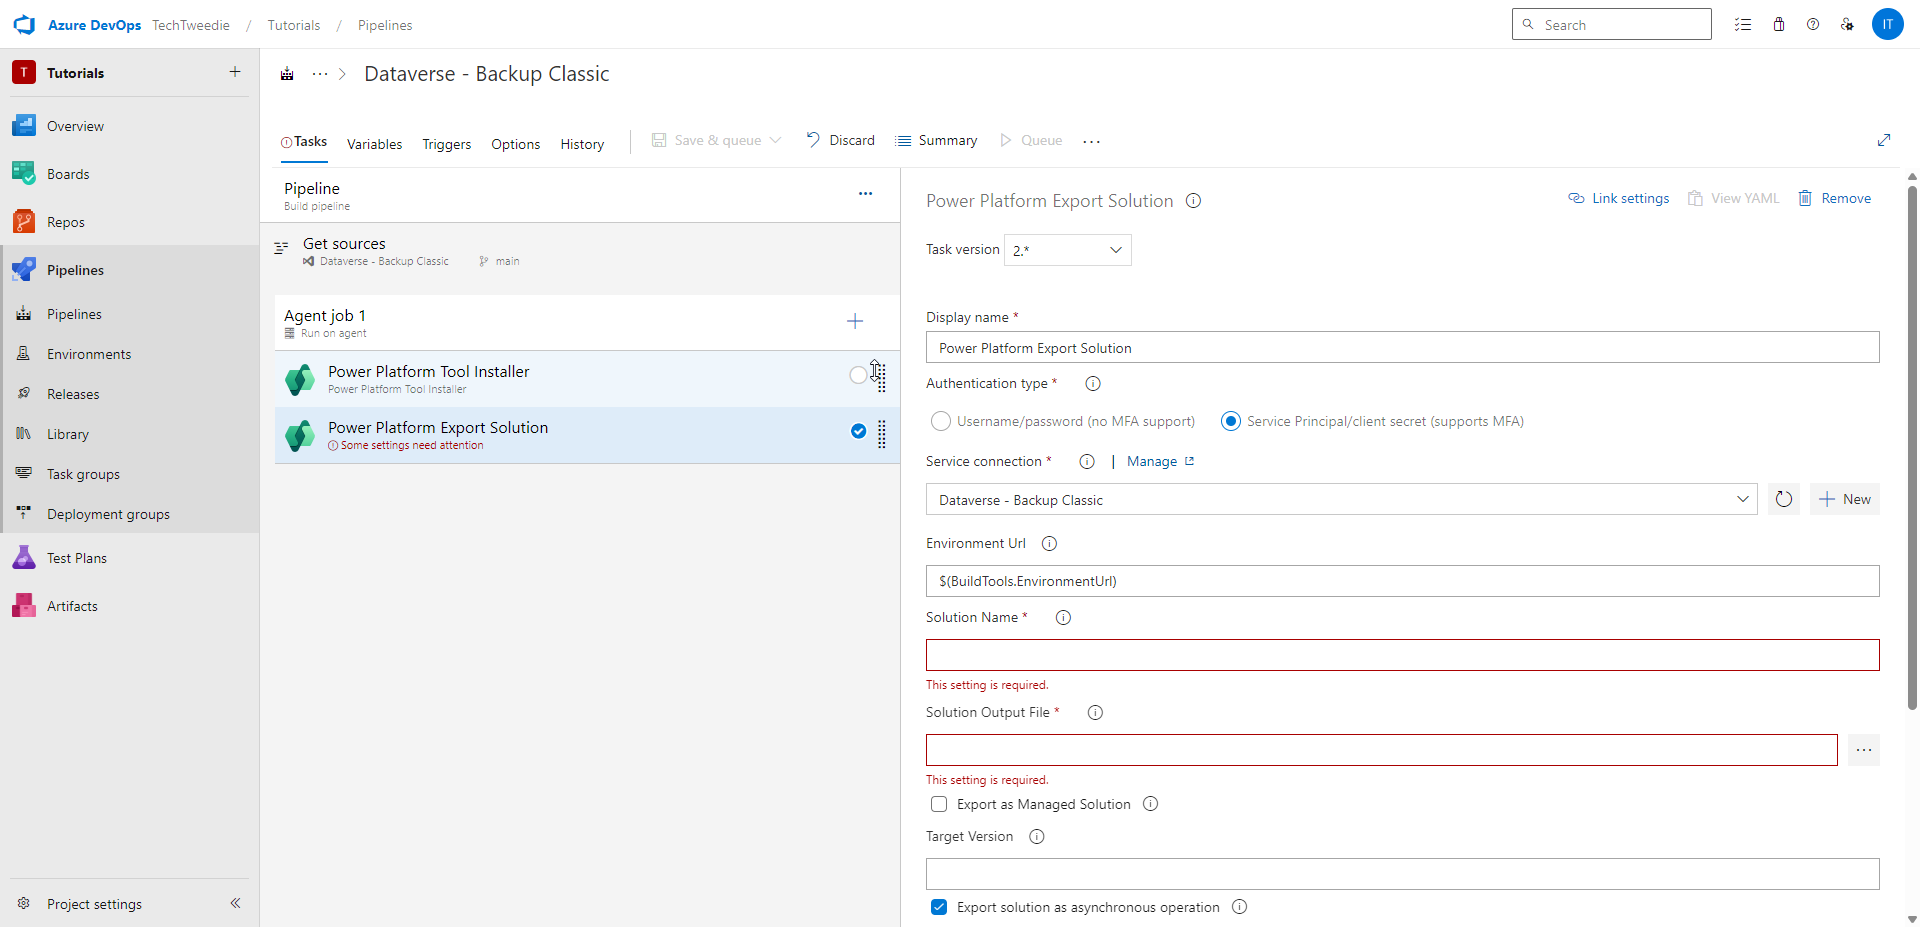 Azure DevOps TechTweedie / Tutorials / Pipelines
Search
IT
T Tutorials
Overview
Boards
Repos
Pipelines
Pipelines
Environments
Releases
Library
Task groups
Deployment groups
Test Plans
Artifacts
Project settings
Dataverse - Backup Classic
Tasks Variables Triggers Options History Save & queue Discard Summary Queue
Pipeline
Build pipeline
Get sources
Dataverse - Backup Classic main
Agent job 1
Run on agent
Power Platform Tool Installer
Power Platform Tool Installer
Power Platform Export Solution
Some settings need attention
Power Platform Export Solution
Link settings View YAML Remove
Task version 2.*
Display name *
Power Platform Export Solution
Authentication type *
Username/password (no MFA support) Service Principal/client secret (supports MFA)
Service connection * | Manage
Dataverse - Backup Classic
New
Environment Url
$(BuildTools.EnvironmentUrl)
Solution Name *
This setting is required.
Solution Output File *
This setting is required.
Export as Managed Solution
Target Version
Export solution as asynchronous operation